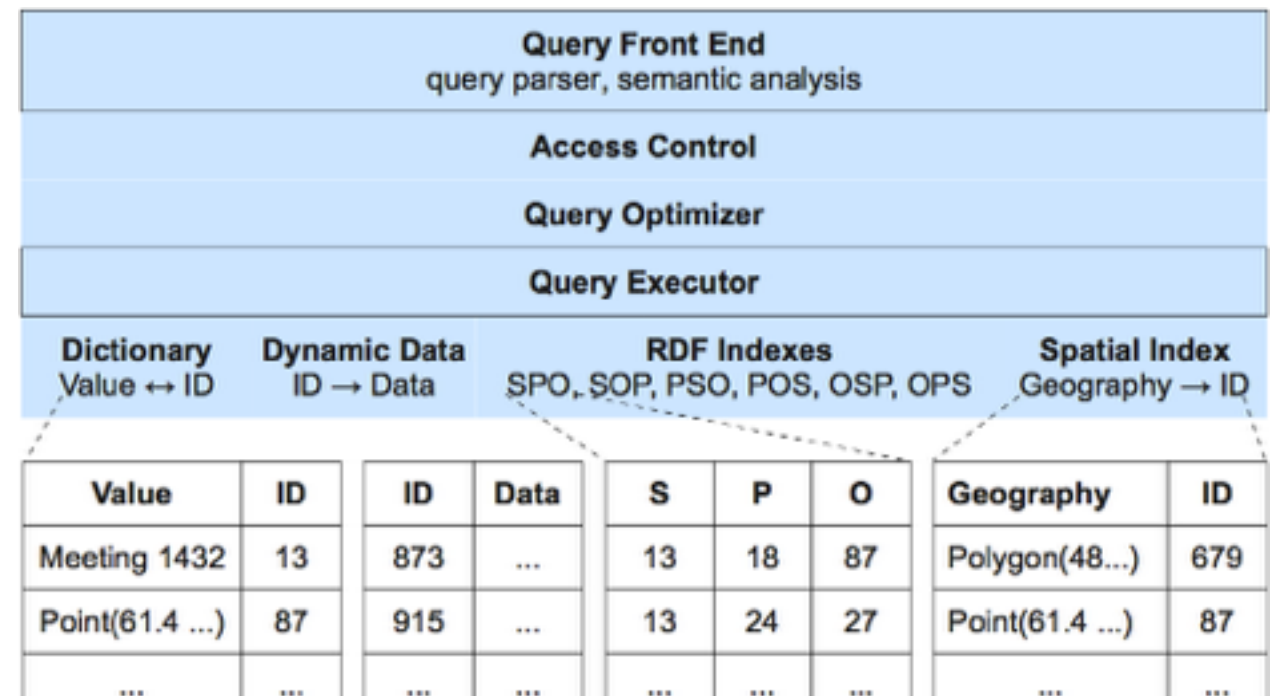 Query Front End
query parser, semantic analysis
Access Control
Query Optimizer
Query Executor
Dictionary Dynamic Data RDF Indexes Spatial Index
Value ↔ ID ID → Data SPO, SOP, PSO, POS, OSP, OPS Geography → ID
Value ID ID Data S P O Geography ID
Meeting 1432 13 873 ... 13 18 87 Polygon(48...) 679
Point(61.4 ...) 87 915 ... 13 24 27 Point(61.4 ...) 87
... ... ... ... ... ... ... ... ...